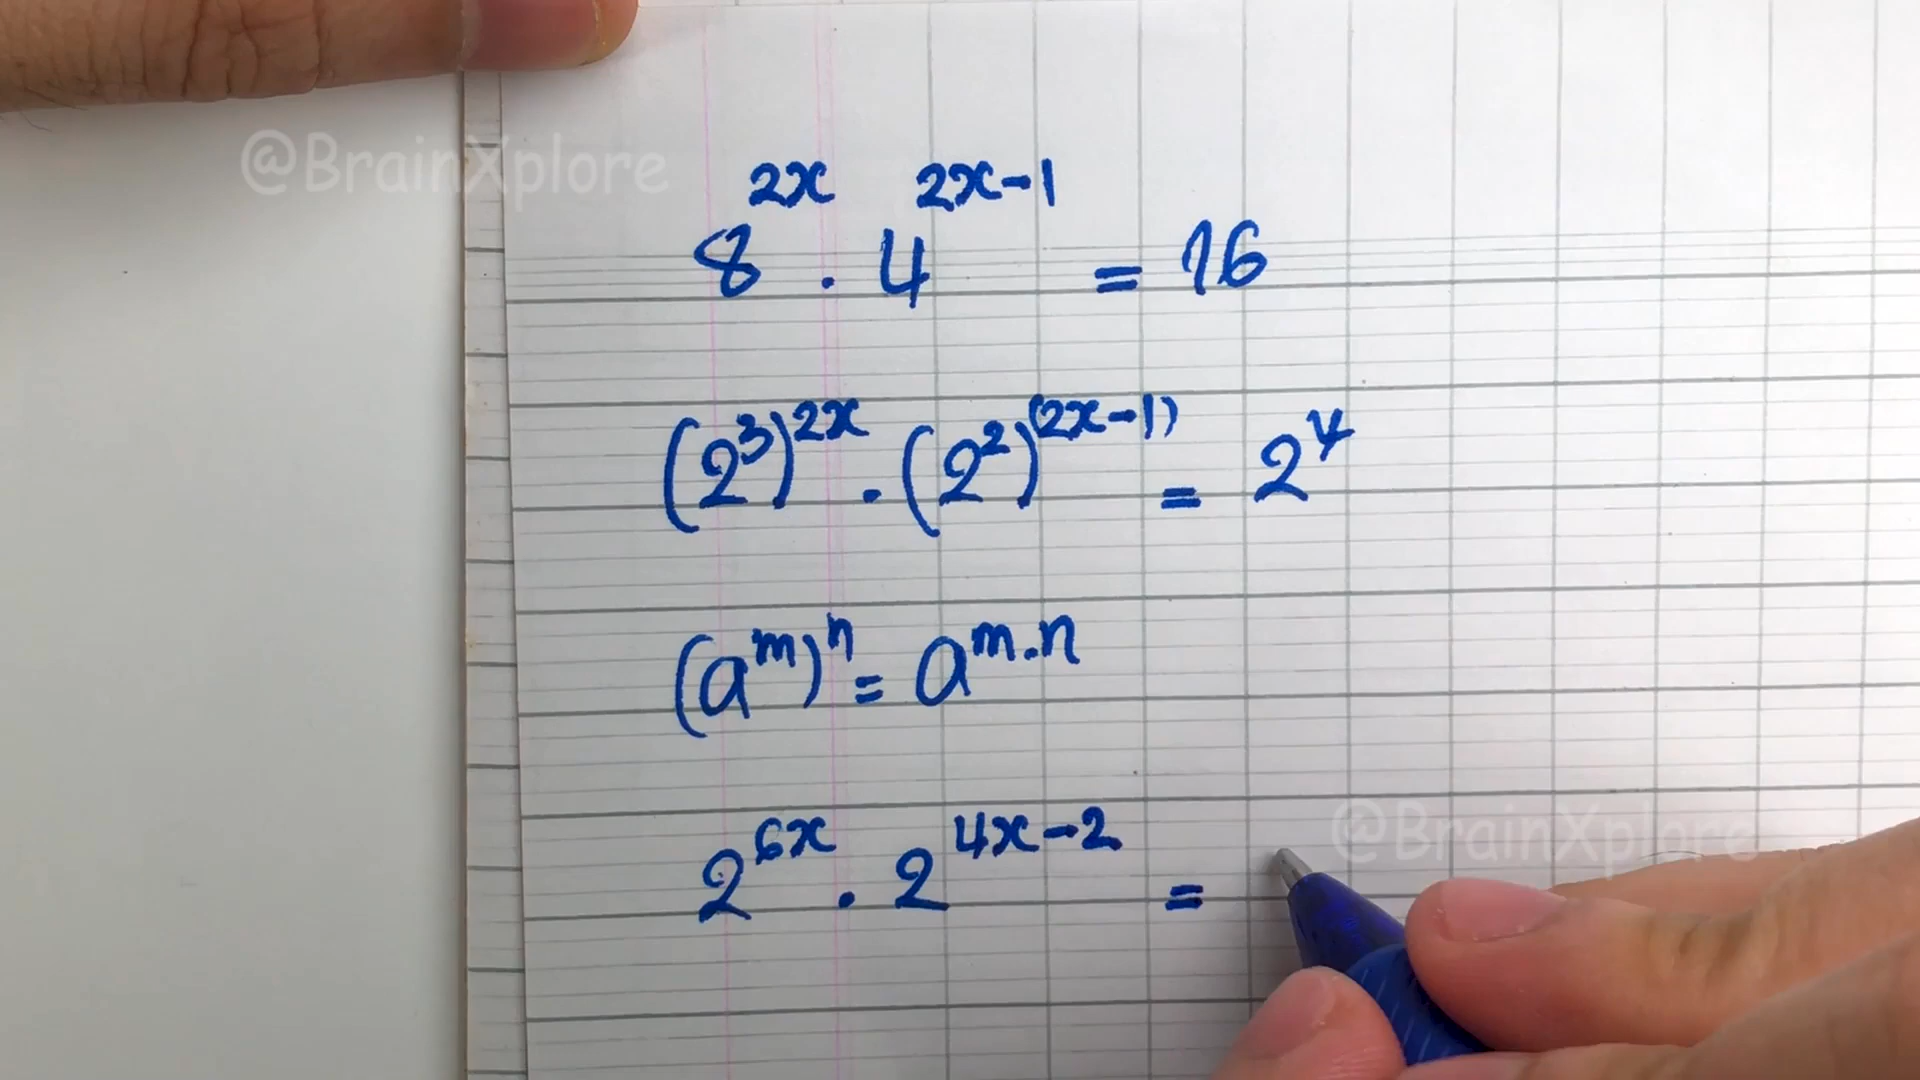 @BrainXplore
8^{2x} . 4^{2x-1} = 16
(2^3)^{2x} . (2^2)^{(2x-1)} = 2^4
(a^m)^n = a^{m.n}
@BrainXplore
2^{6x} . 2^{4x-2} =